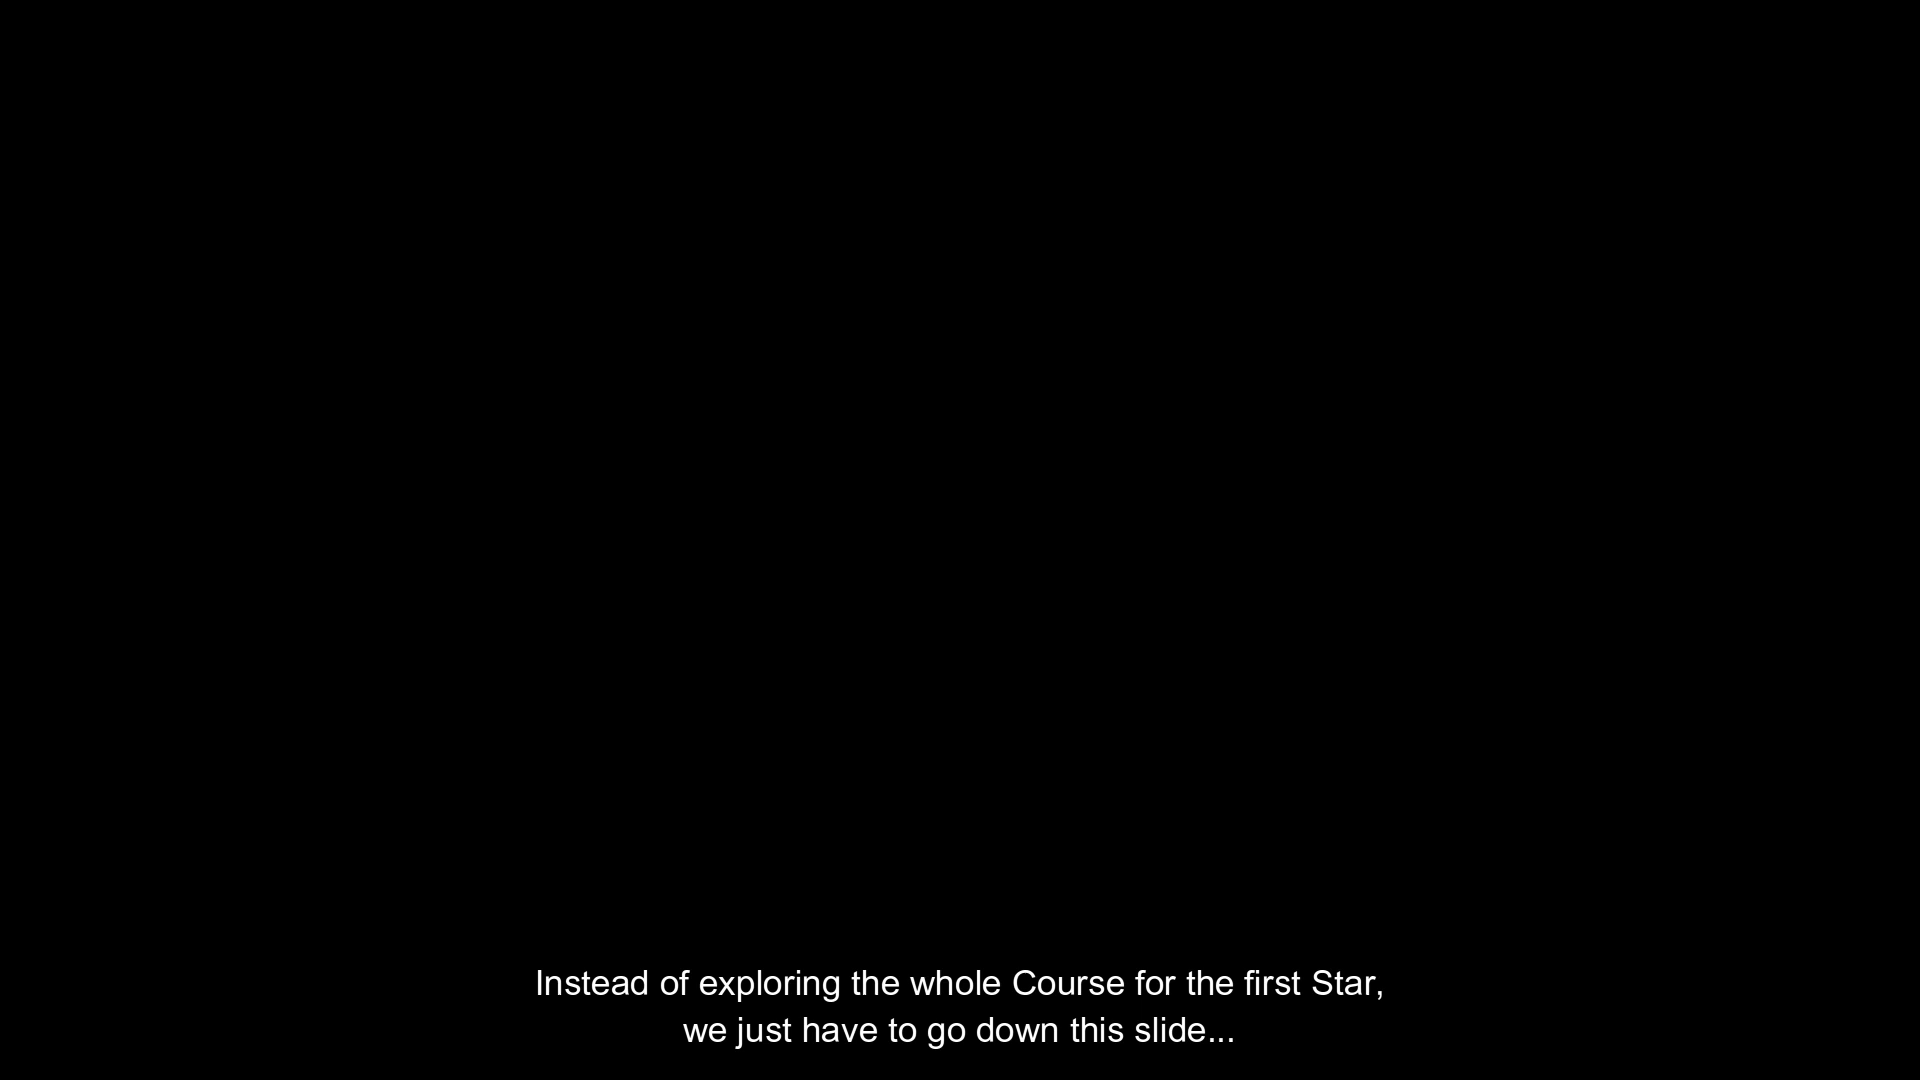 Instead of exploring the whole Course for the first Star,
we just have to go down this slide...